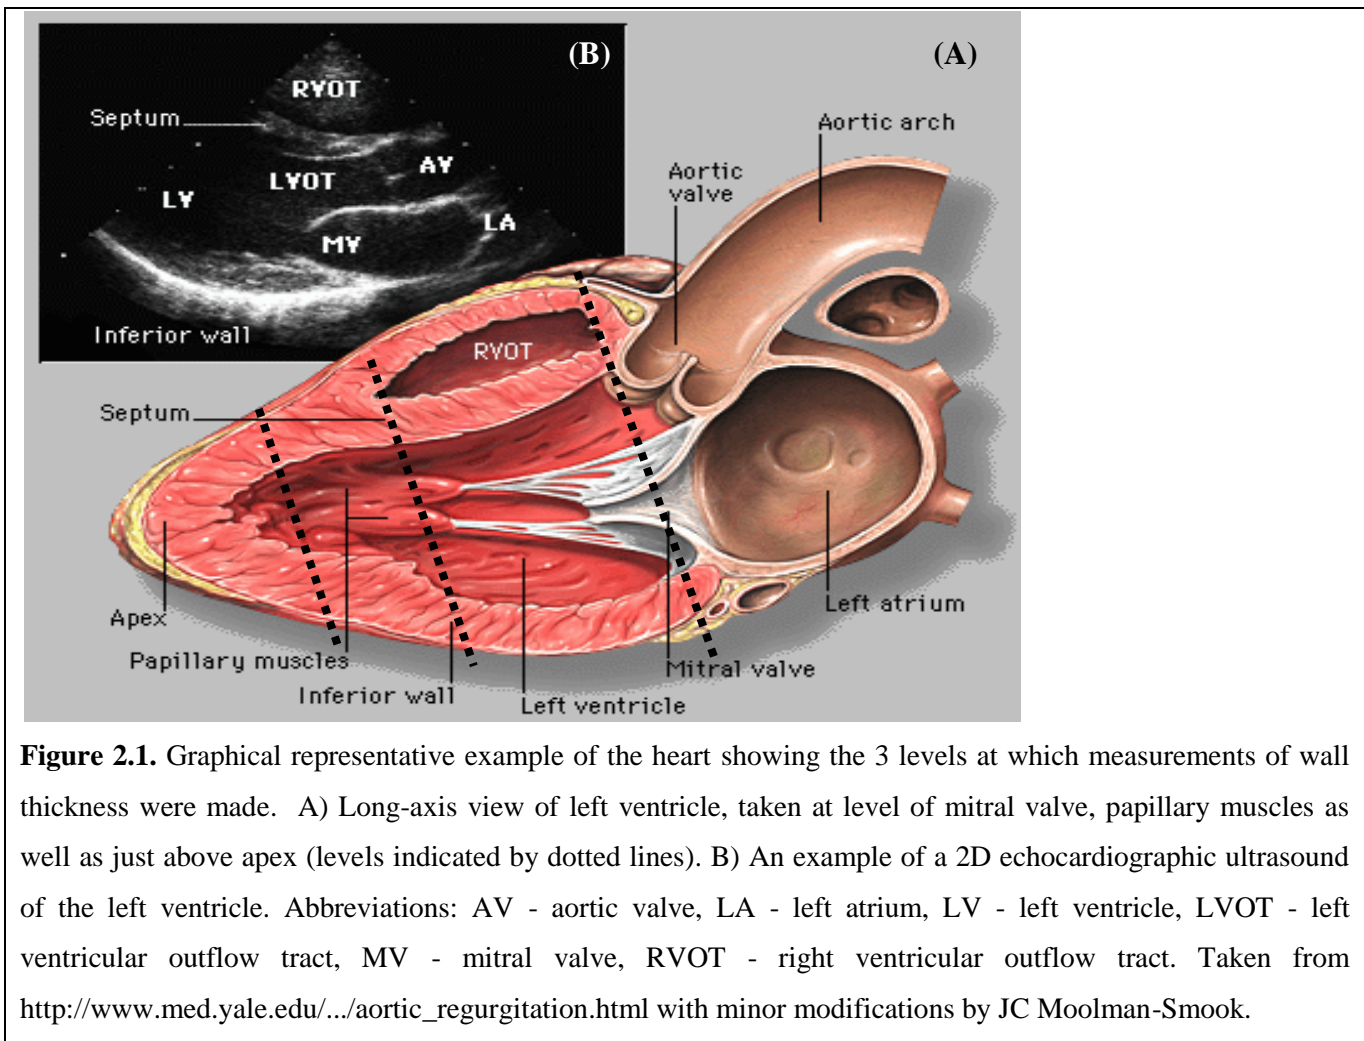 (B)
(A)
RVOT
Septum
AV
LVOT
LV
LA
MV
Inferior wall
Aortic arch
Aortic
valve
RVOT
Septum
Apex
Papillary muscles
Inferior wall
Left ventricle
Mitral valve
Left atrium
Figure 2.1. Graphical representative example of the heart showing the 3 levels at which measurements of wall
thickness were made. A) Long-axis view of left ventricle, taken at level of mitral valve, papillary muscles as
well as just above apex (levels indicated by dotted lines). B) An example of a 2D echocardiographic ultrasound
of the left ventricle. Abbreviations: AV - aortic valve, LA - left atrium, LV - left ventricle, LVOT - left
ventricular outflow tract, MV - mitral valve, RVOT - right ventricular outflow tract. Taken from
http://www.med.yale.edu/.../aortic_regurgitation.html with minor modifications by JC Moolman-Smook.